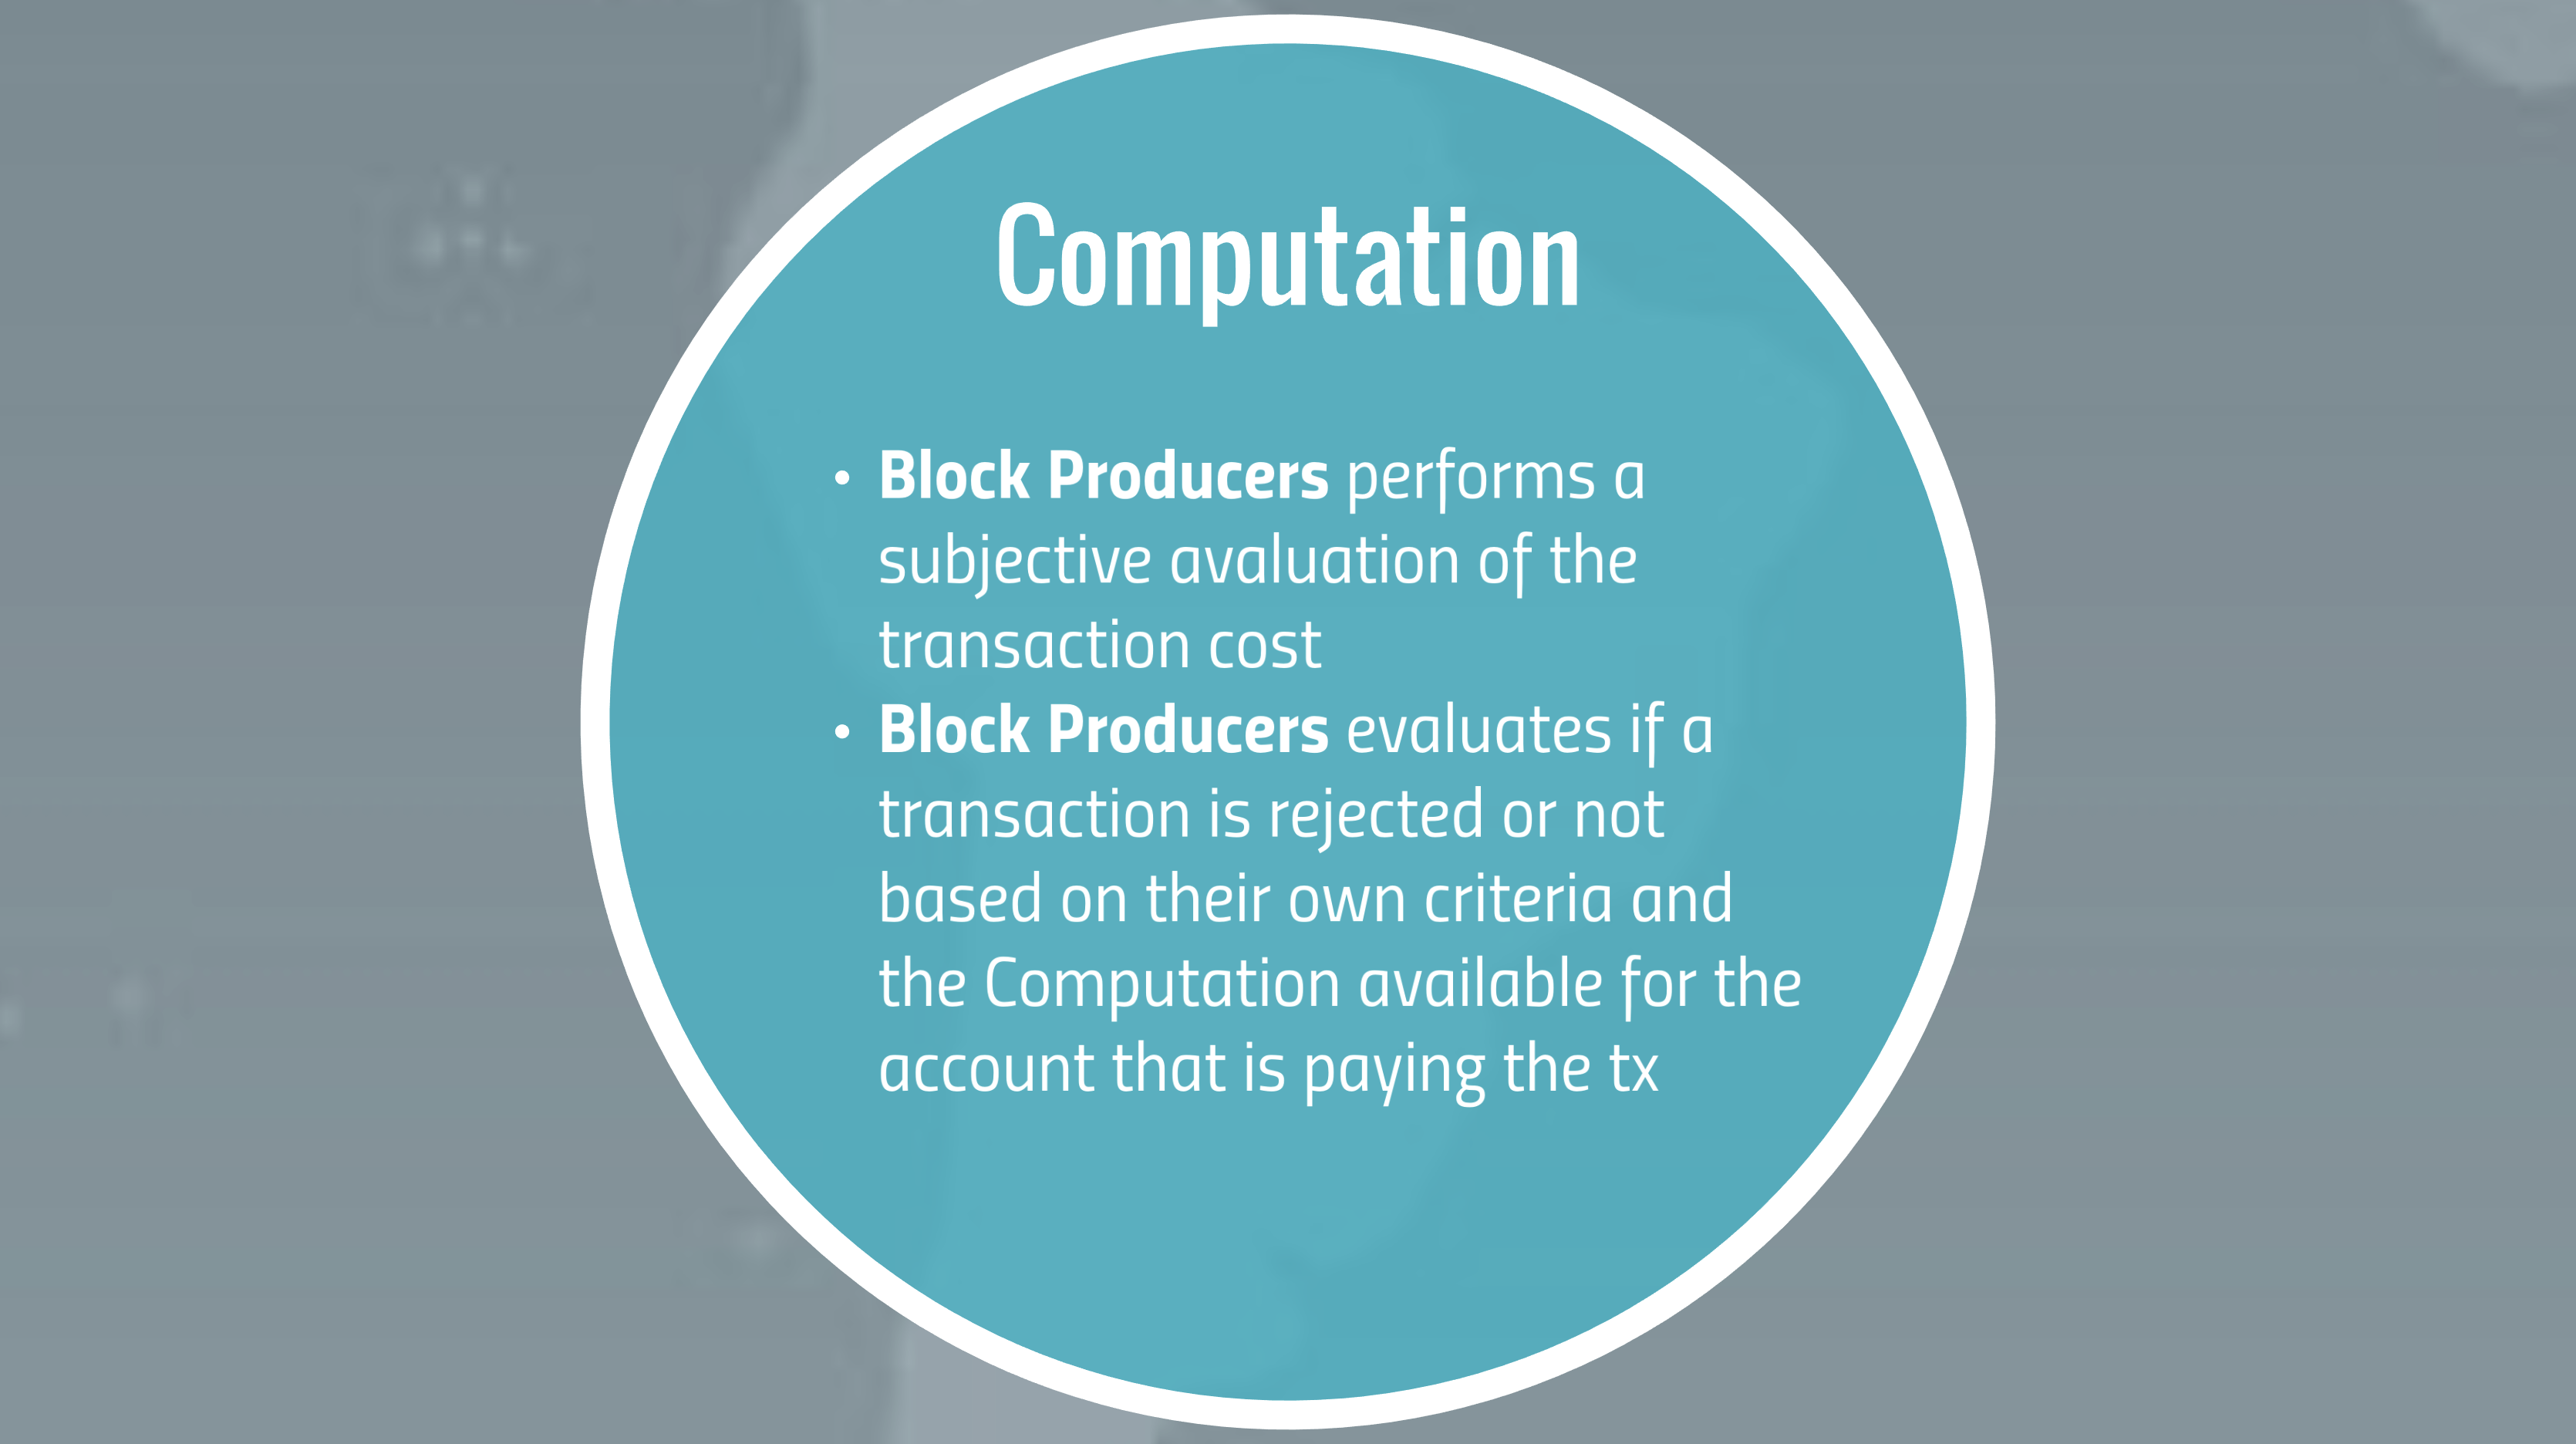 Computation
• Block Producers performs a
subjective avaluation of the
transaction cost
• Block Producers evaluates if a
transaction is rejected or not
based on their own criteria and
the Computation available for the
account that is paying the tx